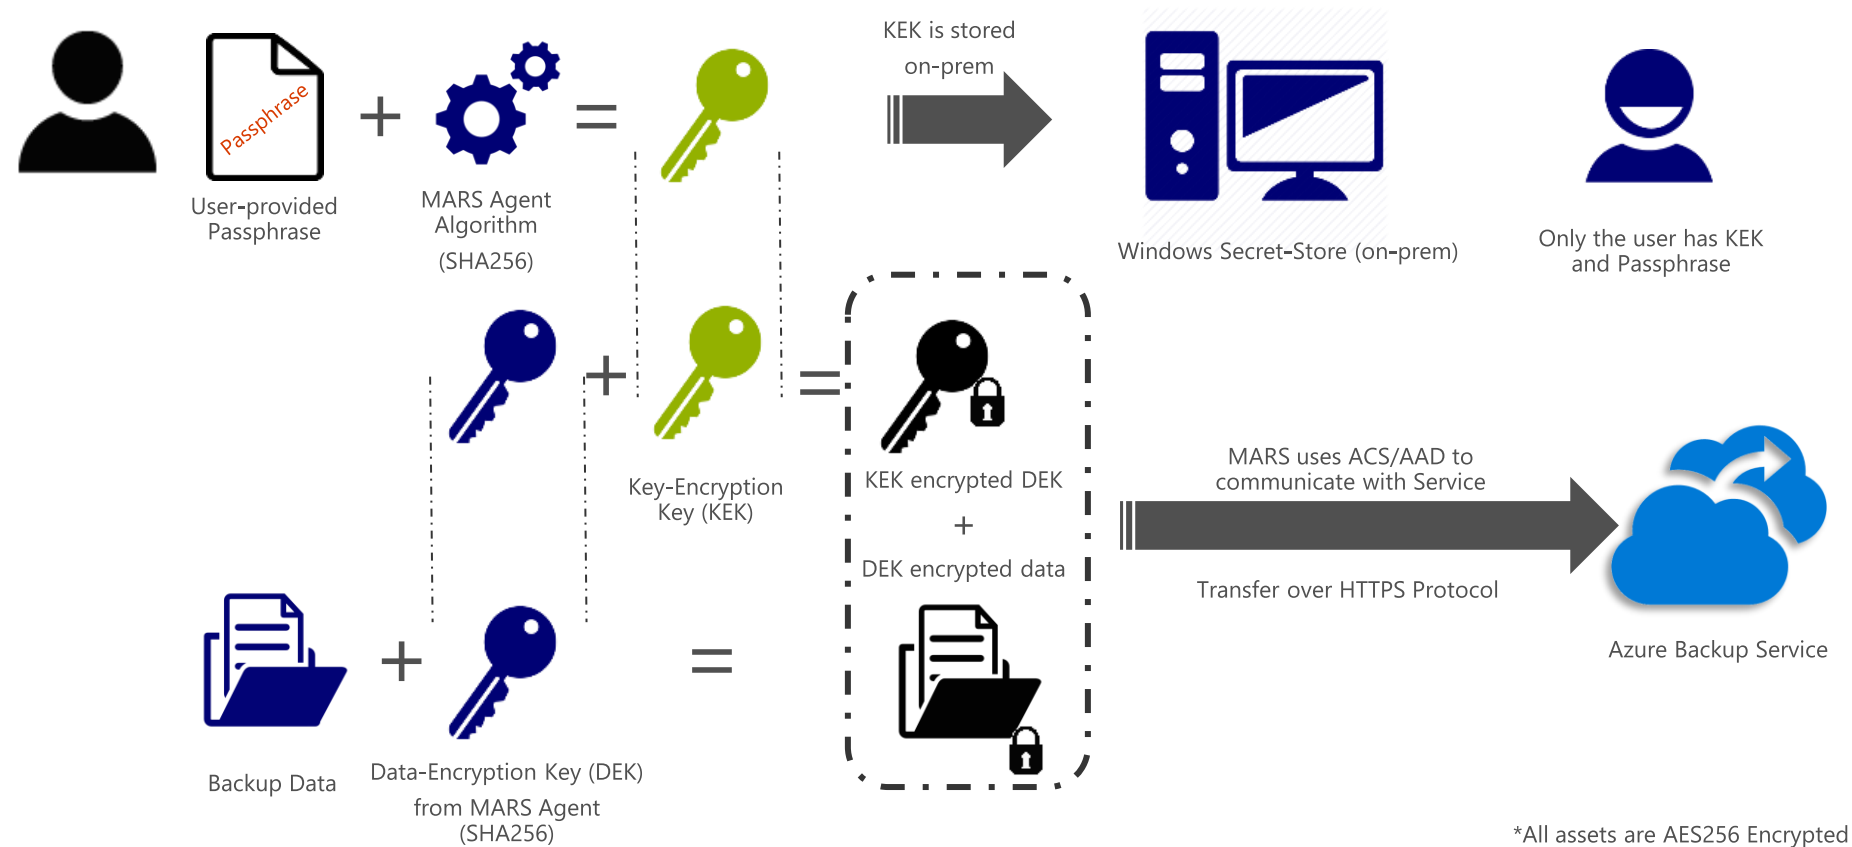 KEK is stored
on-prem
Passphrase
User-provided
Passphrase
MARS Agent
Algorithm
(SHA256)
Windows Secret-Store (on-prem)
Only the user has KEK
and Passphrase
Key-Encryption
Key (KEK)
KEK encrypted DEK
+
DEK encrypted data
MARS uses ACS/AAD to
communicate with Service
Transfer over HTTPS Protocol
Azure Backup Service
Backup Data
Data-Encryption Key (DEK)
from MARS Agent
(SHA256)
*All assets are AES256 Encrypted